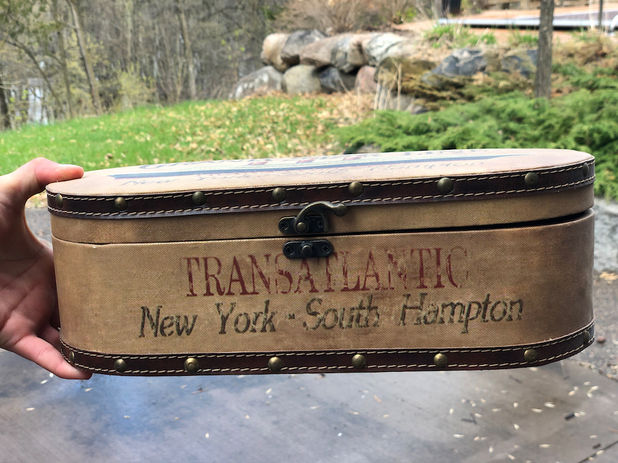 TRANSATLANTIC
New York - South Hampton